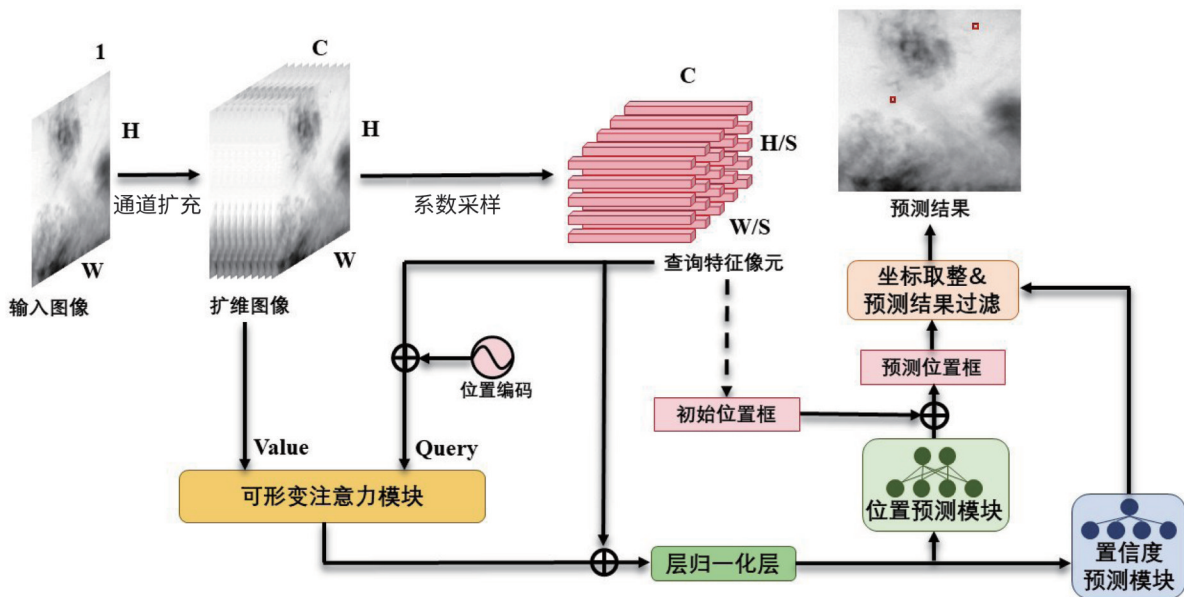 1
H
W
输入图像
通道扩充
C
H
W
扩维图像
系数采样
C
H/S
W/S
查询特征像元
位置编码
Value
Query
可形变注意力模块
初始位置框
层归一化层
预测结果
坐标取整&
预测结果过滤
预测位置框
位置预测模块
置信度
预测模块